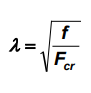 λ = √(f / F_cr)